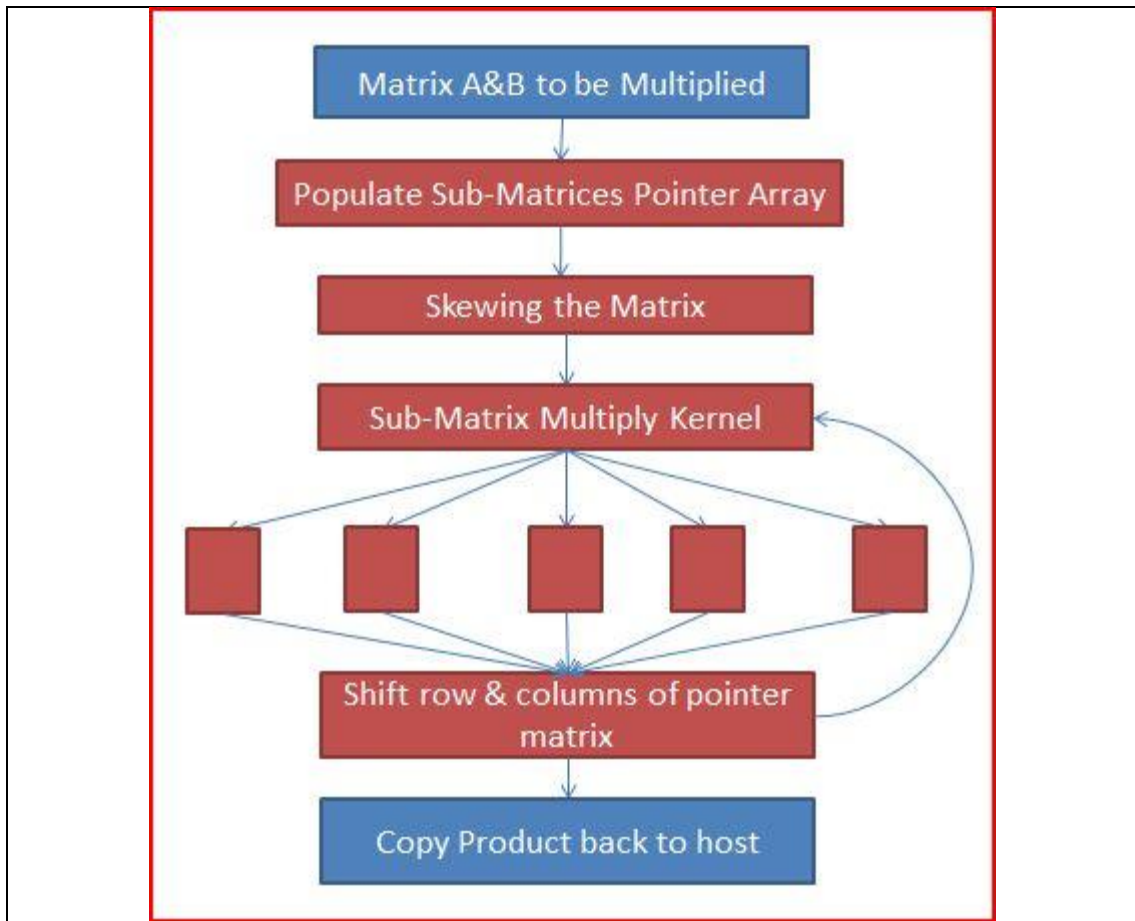 Matrix A&B to be Multiplied
Populate Sub-Matrices Pointer Array
Skewing the Matrix
Sub-Matrix Multiply Kernel
Shift row & columns of pointer
matrix
Copy Product back to host